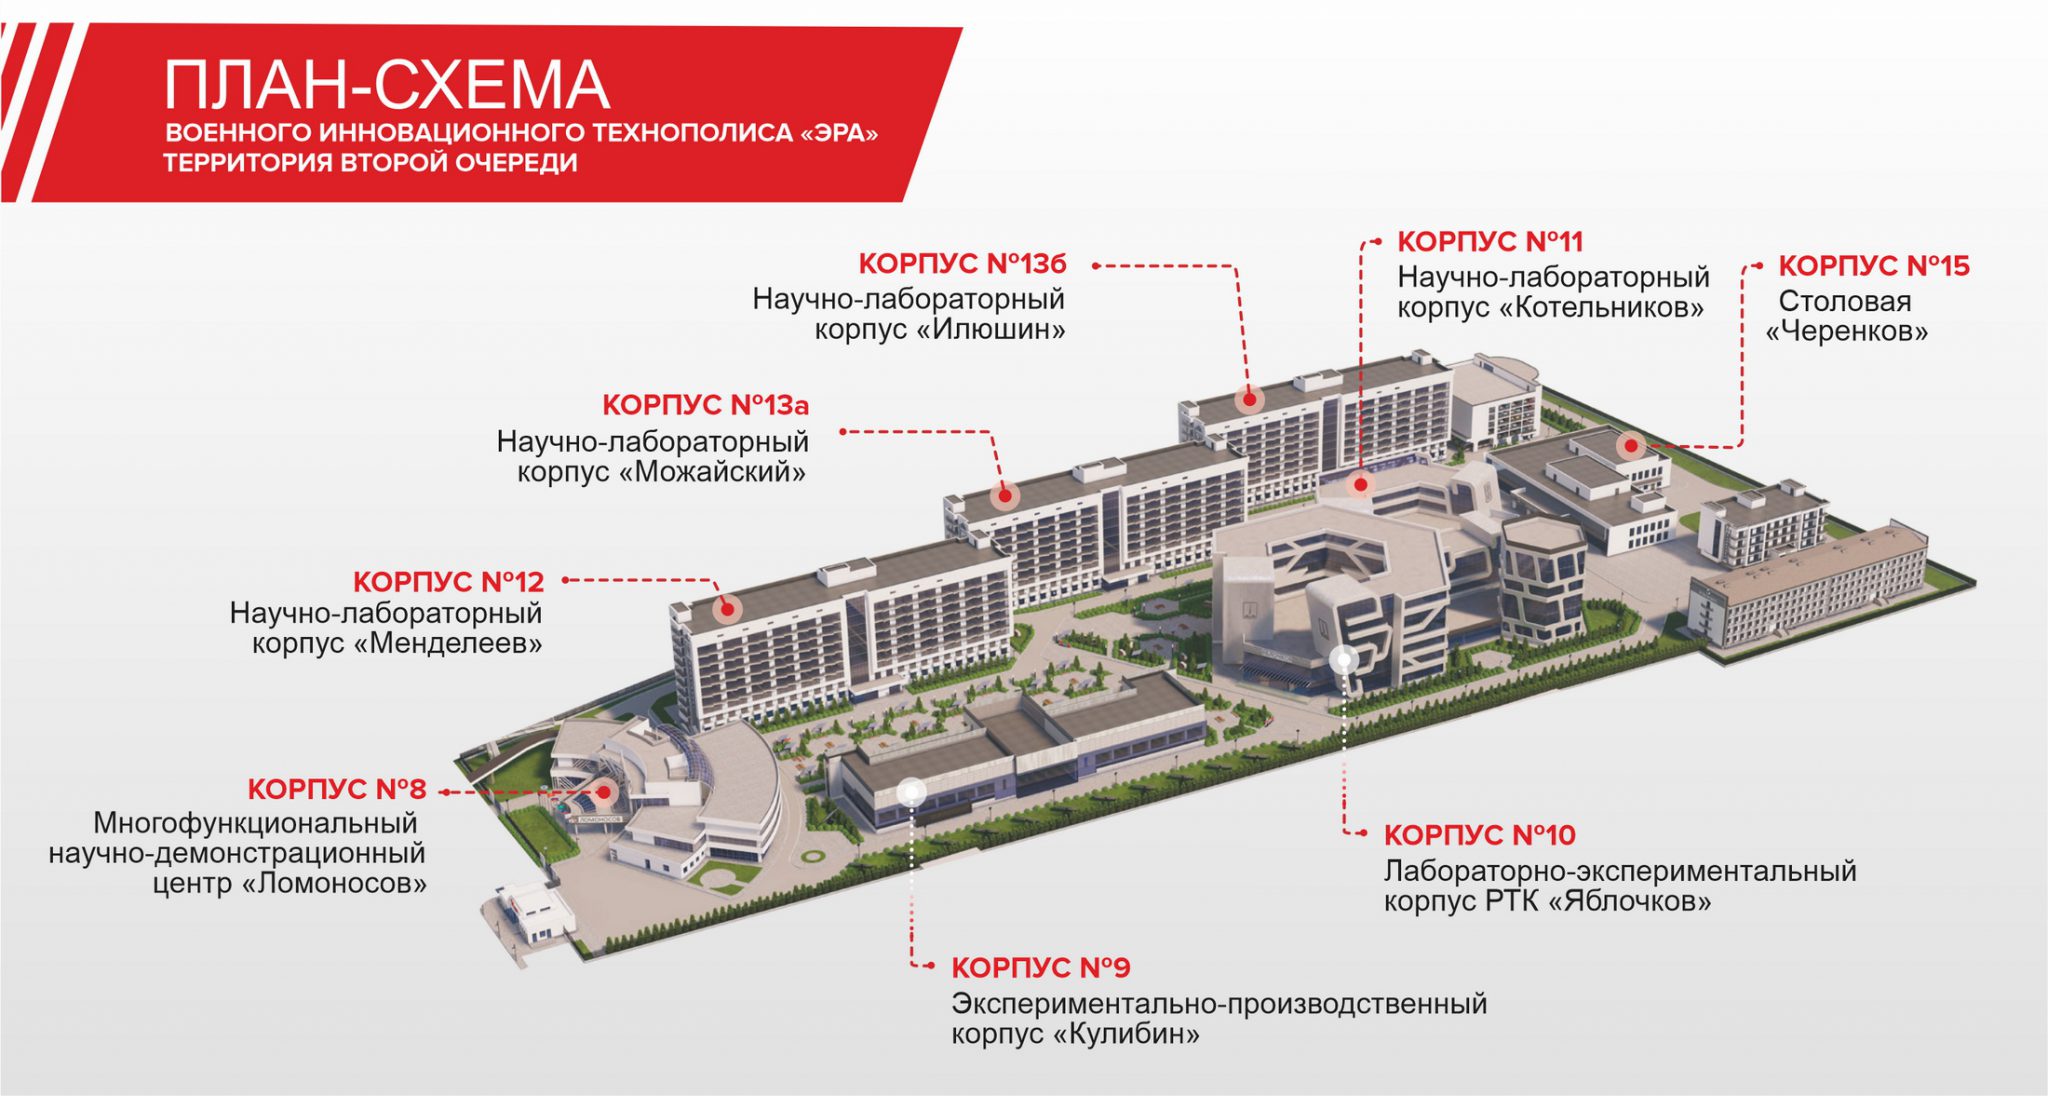 ПЛАН-СХЕМА
ВОЕННОГО ИННОВАЦИОННОГО ТЕХНОПОЛИСА «ЭРА»
ТЕРРИТОРИЯ ВТОРОЙ ОЧЕРЕДИ
КОРПУС №11
Научно-лабораторный
корпус «Котельников»
КОРПУС №15
Столовая
«Черенков»
КОРПУС №13б
Научно-лабораторный
корпус «Илюшин»
КОРПУС №13а
Научно-лабораторный
корпус «Можайский»
КОРПУС №12
Научно-лабораторный
корпус «Менделеев»
КОРПУС №8
Многофункциональный
научно-демонстрационный
центр «Ломоносов»
ЛОМОНОСОВ
КОРПУС №10
Лабораторно-экспериментальный
корпус РТК «Яблочков»
КОРПУС №9
Экспериментально-производственный
корпус «Кулибин»